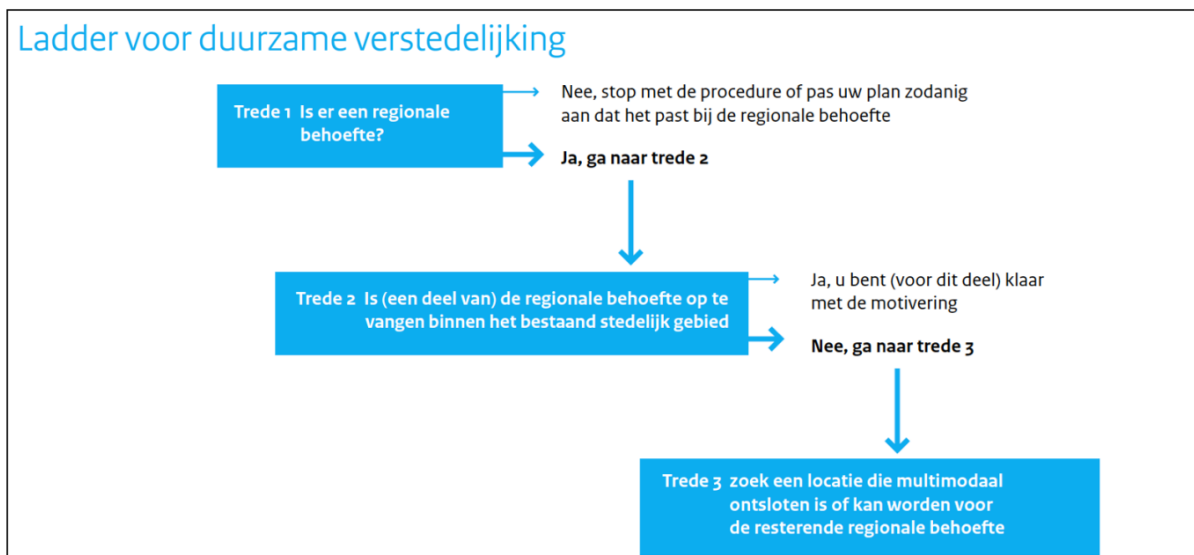 Ladder voor duurzame verstedelijking
Trede 1 Is er een regionale
behoefte?
Nee, stop met de procedure of pas uw plan zodanig
aan dat het past bij de regionale behoefte
Ja, ga naar trede 2
Trede 2 Is (een deel van) de regionale behoefte op te
vangen binnen het bestaand stedelijk gebied
Ja, u bent (voor dit deel) klaar
met de motivering
Nee, ga naar trede 3
Trede 3 zoek een locatie die multimodaal
ontsloten is of kan worden voor
de resterende regionale behoefte